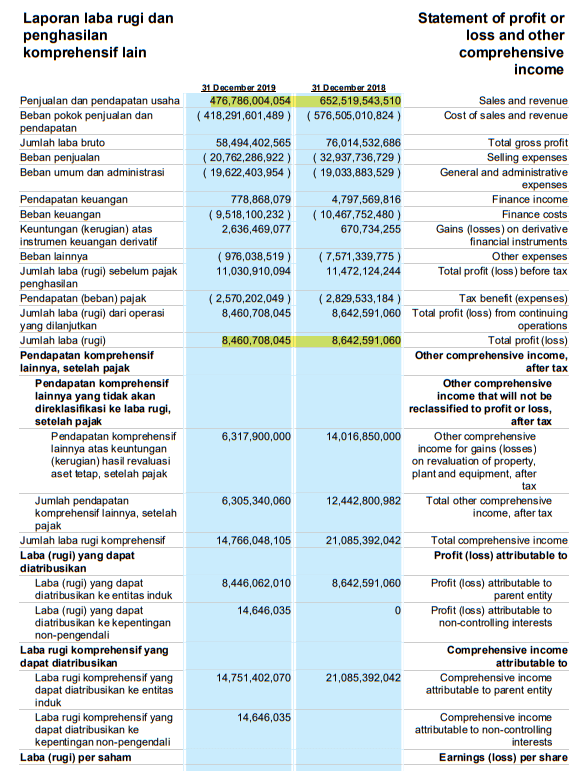 Laporan laba rugi dan
penghasilan
komprehensif lain
Statement of profit or
loss and other
comprehensive
income
31 December 2019 31 December 2018
Penjualan dan pendapatan usaha 476,786,004,054 652,519,543,510 Sales and revenue
Beban pokok penjualan dan
pendapatan
( 418,291,601,489 ) ( 576,505,010,824 ) Cost of sales and revenue
Jumlah laba bruto 58,494,402,565 76,014,532,686 Total gross profit
Beban penjualan ( 20,762,286,922 ) ( 32,937,736,729 ) Selling expenses
Beban umum dan administrasi ( 19,622,403,954 ) ( 19,033,883,529 ) General and administrative
expenses
Pendapatan keuangan 778,868,079 4,797,569,816 Finance income
Beban keuangan ( 9,518,100,232 ) ( 10,467,752,480 ) Finance costs
Keuntungan (kerugian) atas
instrumen keuangan derivatif
2,636,469,077 670,734,255 Gains (losses) on derivative
financial instruments
Beban lainnya ( 976,038,519 ) ( 7,571,339,775 ) Other expenses
Jumlah laba (rugi) sebelum pajak
penghasilan
11,030,910,094 11,472,124,244 Total profit (loss) before tax
Pendapatan (beban) pajak ( 2,570,202,049 ) ( 2,829,533,184 ) Tax benefit (expenses)
Jumlah laba (rugi) dari operasi
yang dilanjutkan
8,460,708,045 8,642,591,060 Total profit (loss) from continuing
operations
Jumlah laba (rugi) 8,460,708,045 8,642,591,060 Total profit (loss)
Pendapatan komprehensif
lainnya, setelah pajak
Other comprehensive income,
after tax
Pendapatan komprehensif
lainnya yang tidak akan
direklasifikasi ke laba rugi,
setelah pajak
Other comprehensive
income that will not be
reclassified to profit or loss,
after tax
Pendapatan komprehensif
lainnya atas keuntungan
(kerugian) hasil revaluasi
aset tetap, setelah pajak
6,317,900,000 14,016,850,000 Other comprehensive
income for gains (losses)
on revaluation of property,
plant and equipment, after
tax
Jumlah pendapatan
komprehensif lainnya, setelah
pajak
6,305,340,060 12,442,800,982 Total other comprehensive
income, after tax
Jumlah laba rugi komprehensif 14,766,048,105 21,085,392,042 Total comprehensive income
Laba (rugi) yang dapat
diatribusikan
Profit (loss) attributable to
Laba (rugi) yang dapat
diatribusikan ke entitas induk
8,446,062,010 8,642,591,060 Profit (loss) attributable to
parent entity
Laba (rugi) yang dapat
diatribusikan ke kepentingan
non-pengendali
14,646,035 0 Profit (loss) attributable to
non-controlling interests
Laba rugi komprehensif yang
dapat diatribusikan
Comprehensive income
attributable to
Laba rugi komprehensif yang
dapat diatribusikan ke entitas
induk
14,751,402,070 21,085,392,042 Comprehensive income
attributable to parent entity
Laba rugi komprehensif yang
dapat diatribusikan ke
kepentingan non-pengendali
14,646,035 Comprehensive income
attributable to non-controlling
interests
Laba (rugi) per saham Earnings (loss) per share